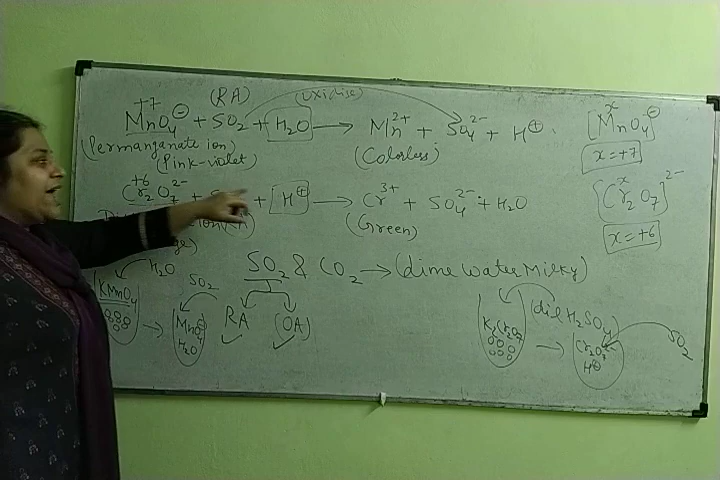 (RA) (Oxidise)
+7
MnO4⊖ + SO2 + H2O → Mn2+ + SO4 2- + H⊕
(Permanganate ion) (Colorless)
(Pink-violet)
+6
Cr2O7 2- + + H⊕ → Cr3+ + SO4 2- + H2O
(Green)
x
[MnO4]⊖
x=+7
x
[Cr2O7]2-
x=+6
SO2 & CO2 → (lime water Milky)
RA (OA)
H2O
KMnO4
→
SO2
MnO4⊖
H2O
(dil H2SO4)
K2Cr2O7
→
SO2
Cr2O7 2-
H⊕